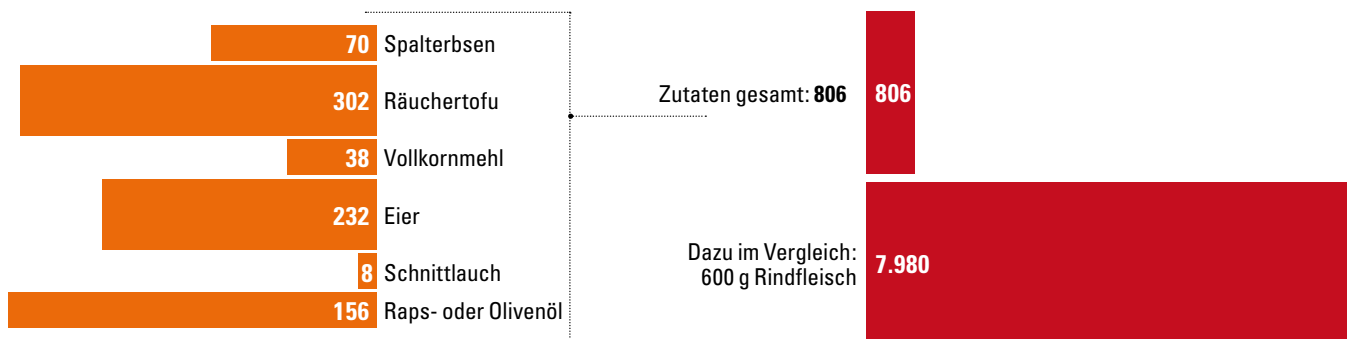 70 Spalterbsen
302 Räuchertofu
38 Vollkornmehl
232 Eier
8 Schnittlauch
156 Raps- oder Olivenöl
Zutaten gesamt: 806
806
Dazu im Vergleich:
600 g Rindfleisch
7.980